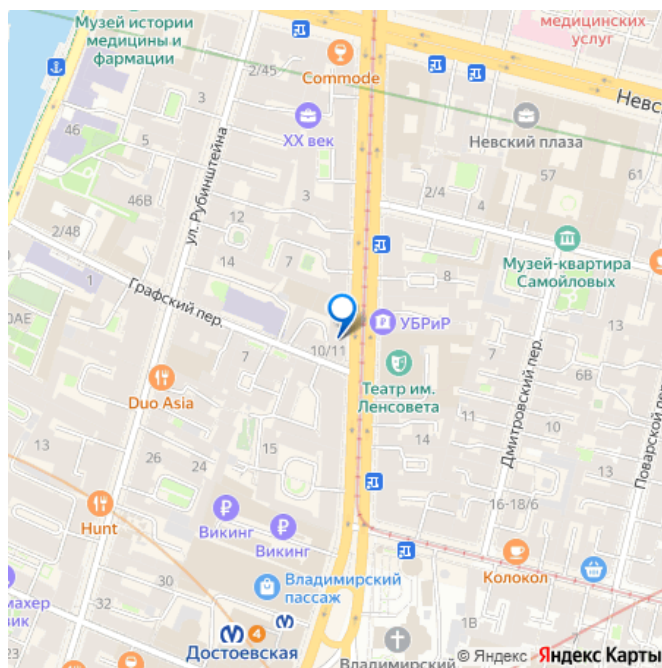 Музей истории
медицины и
фармации
медицинских
услуг
2/45
3
Commode
Невс
46
3
XX век
Невский плаза
46В
57
61
ул. Рубинштейна
3
2/4
4
12
2/48
7
Музей-квартира
Самойловых
14
8
1
Графский пер.
УБРиР
0АЕ
7
10/11
7
6В
Театр им.
Ленсовета
Duo Asia
Дмитровский пер.
Поварской пер.
11
11
13
14
13
15
26
24
16-18/6
Hunt
Викинг
Викинг
Колокол
30
Владимирский
пассаж
махер
вик
32
1В
4
Достоевская
Владимирский
© Яндекс Яндекс Карты